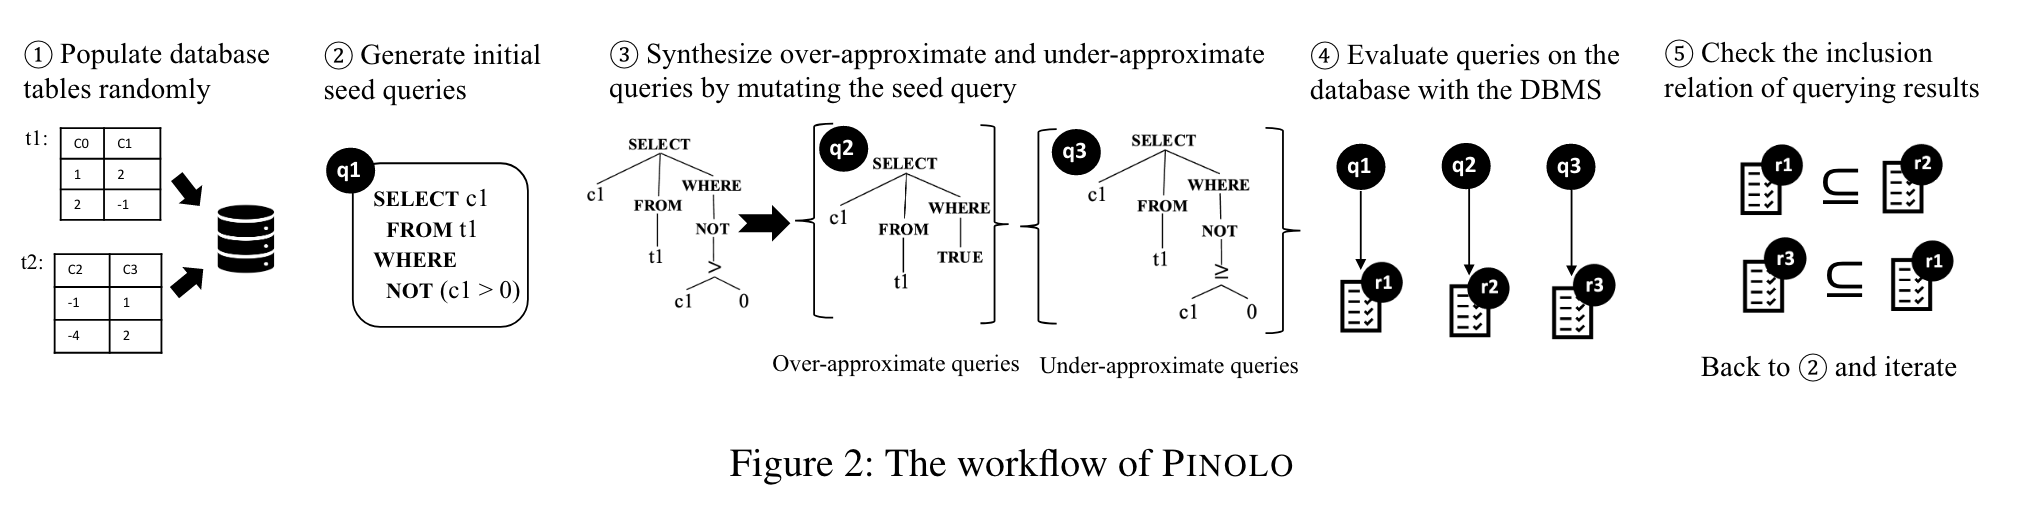 ① Populate database
tables randomly
t1:
C0 C1
1 2
2 -1
t2:
C2 C3
-1 1
-4 2
② Generate initial
seed queries
q1
SELECT c1
FROM t1
WHERE
NOT (c1 > 0)
③ Synthesize over-approximate and under-approximate
queries by mutating the seed query
SELECT
WHERE
c1
FROM
NOT
t1
>
c1 0
q2
SELECT
WHERE
c1
FROM
TRUE
t1
Over-approximate queries
q3
SELECT
WHERE
c1
FROM
NOT
t1
≥
c1 0
Under-approximate queries
④ Evaluate queries on the
database with the DBMS
q1 q2 q3
r1 r2 r3
⑤ Check the inclusion
relation of querying results
r1 ⊆ r2
r3 ⊆ r1
Back to ② and iterate
Figure 2: The workflow of PINOLO